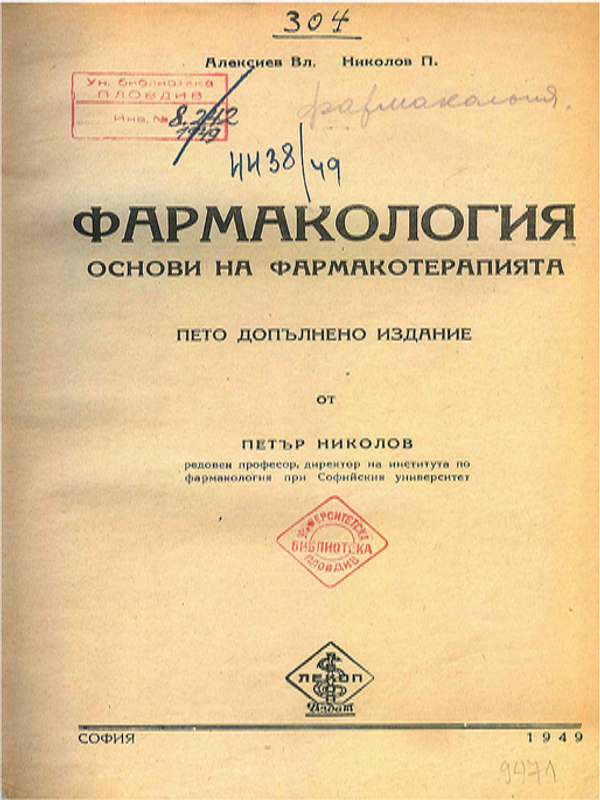 304
Алексиев Вл. Николов П.
Ун. библиотека
ПЛОВДИВ
Инв. № 8.242
1949
фармакология.
4438/49
ФАРМАКОЛОГИЯ
ОСНОВИ НА ФАРМАКОТЕРАПИЯТА
ПЕТО ДОПЪЛНЕНО ИЗДАНИЕ
ОТ
ПЕТЪР НИКОЛОВ
редовен професор, директор на института по
фармакология при Софийския университет
УНИВЕРСИТЕТСКА
БИБЛИОТЕКА
ПЛОВДИВ
ЛЕКОП
СОФИЯ 1949
9471